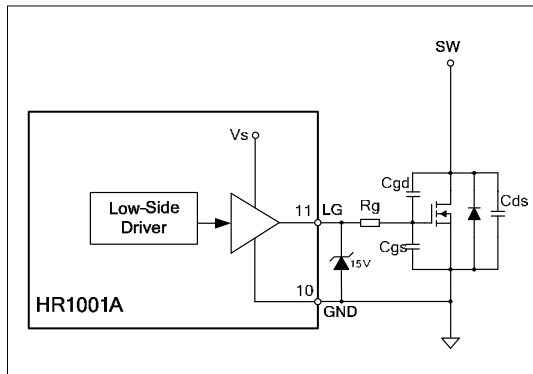 SW
Vs
Cgd
Low-Side
Driver
11
LG
Rg
Cds
Cgs
15V
10
GND
HR1001A